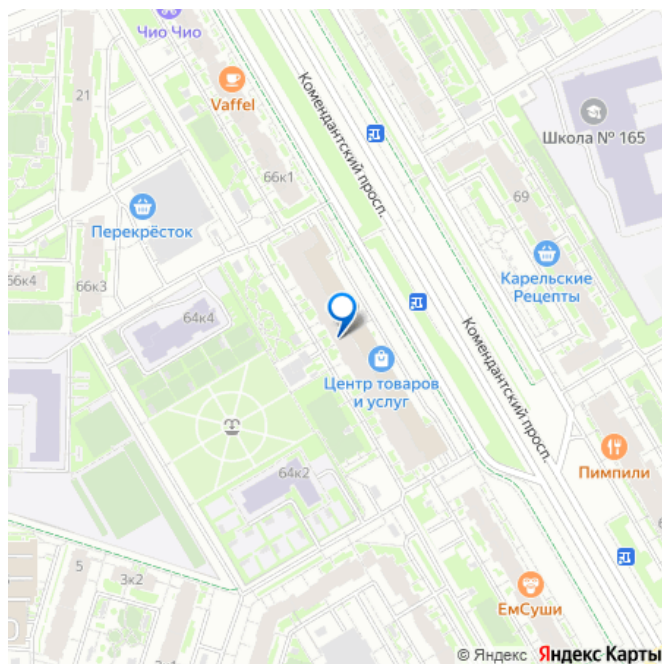 Чио Чио
21
Vaffel
Комендантский просп.
Школа № 165
66к1
69
Перекрёсток
Карельские
Рецепты
66к4
66к3
64к4
Комендантский просп.
Центр товаров
и услуг
64к2
Пимпили
5
3к2
ЕмСуши
© Яндекс Яндекс Карты